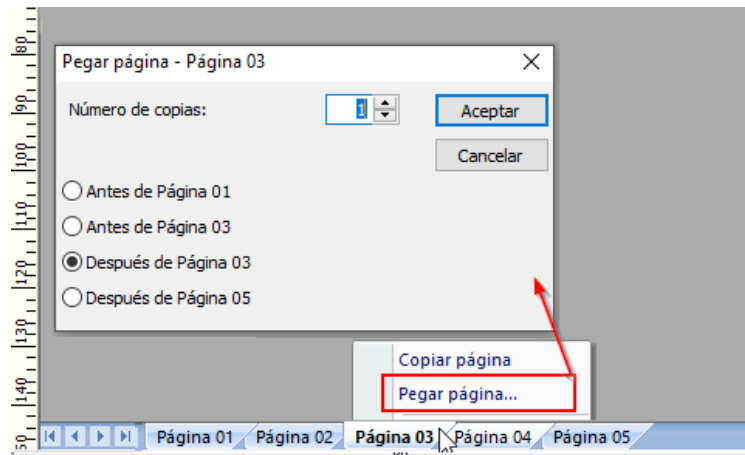 Pegar página - Página 03
Número de copias: 1 Aceptar
Cancelar
Antes de Página 01
Antes de Página 03
Después de Página 03
Después de Página 05
Copiar página
Pegar página...
Página 01 Página 02 Página 03 Página 04 Página 05
80
90
100
110
120
130
140
50